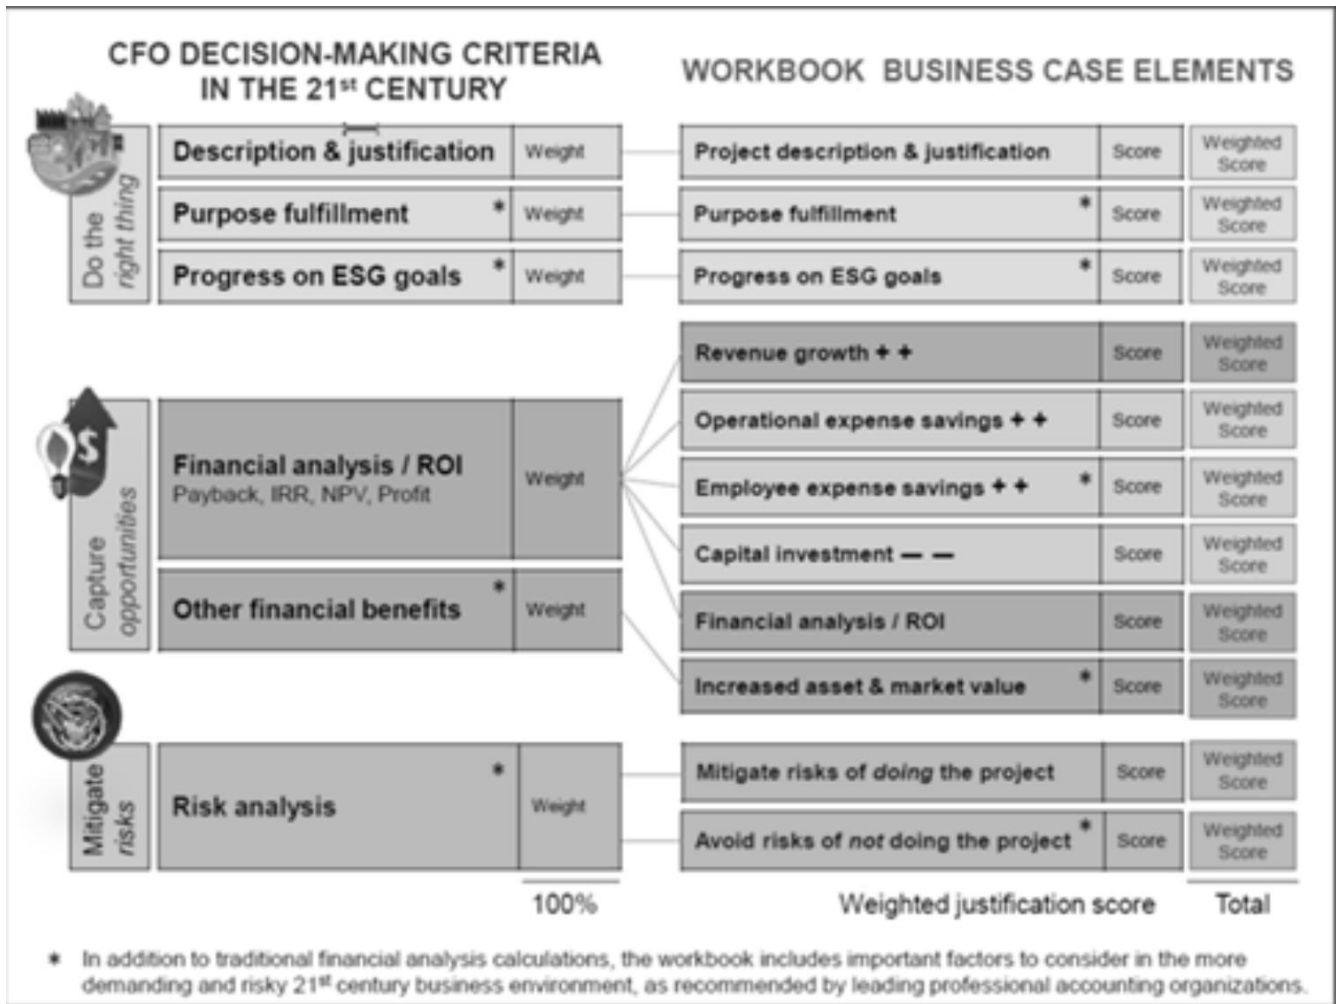 CFO DECISION-MAKING CRITERIA
IN THE 21st CENTURY
WORKBOOK BUSINESS CASE ELEMENTS
Do the
right thing
Description & justification
Weight
Project description & justification
Score
Weighted
Score
Purpose fulfillment *
Weight
Purpose fulfillment *
Score
Weighted
Score
Progress on ESG goals *
Weight
Progress on ESG goals *
Score
Weighted
Score
Capture
opportunities
$
Financial analysis / ROI
Payback, IRR, NPV, Profit
Weight
Other financial benefits *
Weight
Revenue growth + +
Score
Weighted
Score
Operational expense savings + +
Score
Weighted
Score
Employee expense savings + + *
Score
Weighted
Score
Capital investment — —
Score
Weighted
Score
Financial analysis / ROI
Score
Weighted
Score
Increased asset & market value *
Score
Weighted
Score
Mitigate
risks
Risk analysis *
Weight
Mitigate risks of doing the project
Score
Weighted
Score
Avoid risks of not doing the project *
Score
Weighted
Score
100%
Weighted justification score
Total
* In addition to traditional financial analysis calculations, the workbook includes important factors to consider in the more
demanding and risky 21st century business environment, as recommended by leading professional accounting organizations.